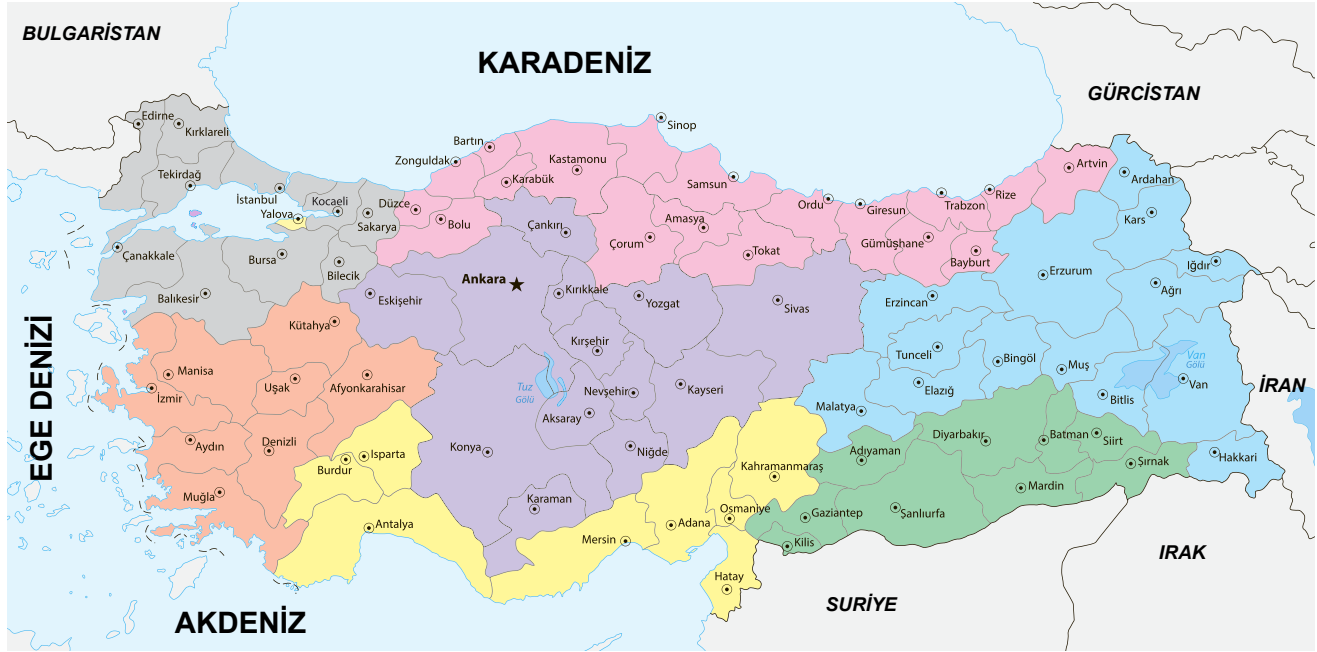 BULGARİSTAN
KARADENİZ
GÜRCİSTAN
Edirne
Kırklareli
Sinop
Bartın
Zonguldak
Kastamonu
Artvin
Tekirdağ
Karabük
Samsun
Ardahan
İstanbul
Kocaeli
Düzce
Ordu
Giresun
Trabzon
Rize
Yalova
Sakarya
Bolu
Çankırı
Amasya
Kars
Çorum
Tokat
Gümüşhane
Bayburt
Çanakkale
Bursa
Bilecik
Ankara
Erzurum
Iğdır
Balıkesir
Eskişehir
Kırıkkale
Yozgat
Sivas
Erzincan
Ağrı
Kütahya
Kırşehir
Tunceli
Bingöl
Van
Gölü
EGE DENİZİ
Manisa
Uşak
Afyonkarahisar
Tuz
Gölü
Nevşehir
Kayseri
Elazığ
Muş
Van
İRAN
İzmir
Aksaray
Malatya
Bitlis
Aydın
Denizli
Konya
Niğde
Diyarbakır
Batman
Siirt
Burdur
Isparta
Kahramanmaraş
Adıyaman
Hakkari
Şırnak
Muğla
Karaman
Mardin
Antalya
Mersin
Adana
Osmaniye
Gaziantep
Şanlıurfa
Kilis
IRAK
Hatay
SURİYE
AKDENİZ